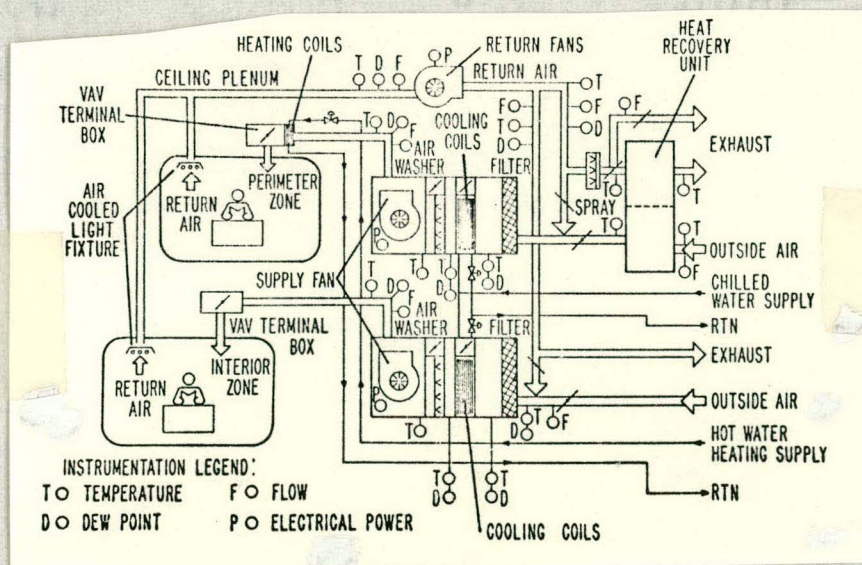 HEATING COILS
T D F
P
RETURN FANS
HEAT
RECOVERY
UNIT
CEILING PLENUM
RETURN AIR
T
F
D
F
T
D
F
VAV
TERMINAL
BOX
T D F
AIR
WASHER
COOLING
COILS
FILTER
EXHAUST
AIR
COOLED
LIGHT
FIXTURE
RETURN
AIR
PERIMETER
ZONE
P
SPRAY
T
T
T
T
F
OUTSIDE AIR
SUPPLY FAN
T
D
F
T
T
D
T
D
CHILLED
WATER SUPPLY
VAV TERMINAL
BOX
AIR
WASHER
FILTER
RTN
RETURN
AIR
INTERIOR
ZONE
P
EXHAUST
OUTSIDE AIR
T
T
D
F
HOT WATER
HEATING SUPPLY
INSTRUMENTATION LEGEND:
T O TEMPERATURE F O FLOW
D O DEW POINT P O ELECTRICAL POWER
T
D
T
D
RTN
COOLING COILS